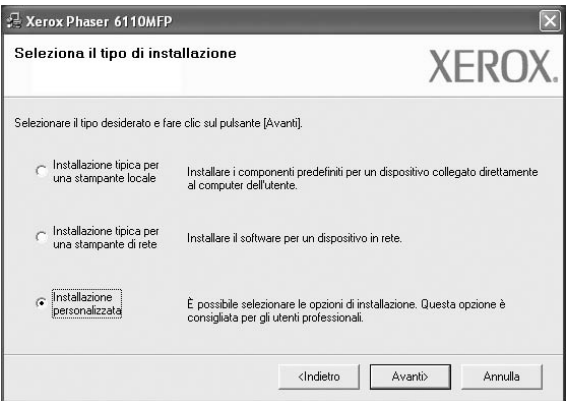 Xerox Phaser 6110MFP
Seleziona il tipo di installazione
XEROX.
Selezionare il tipo desiderato e fare clic sul pulsante [Avanti].
Installazione tipica per
una stampante locale
Installare i componenti predefiniti per un dispositivo collegato direttamente
al computer dell'utente.
Installazione tipica per
una stampante di rete
Installare il software per un dispositivo in rete.
Installazione
personalizzata
È possibile selezionare le opzioni di installazione. Questa opzione è
consigliata per gli utenti professionali.
<Indietro
Avanti>
Annulla